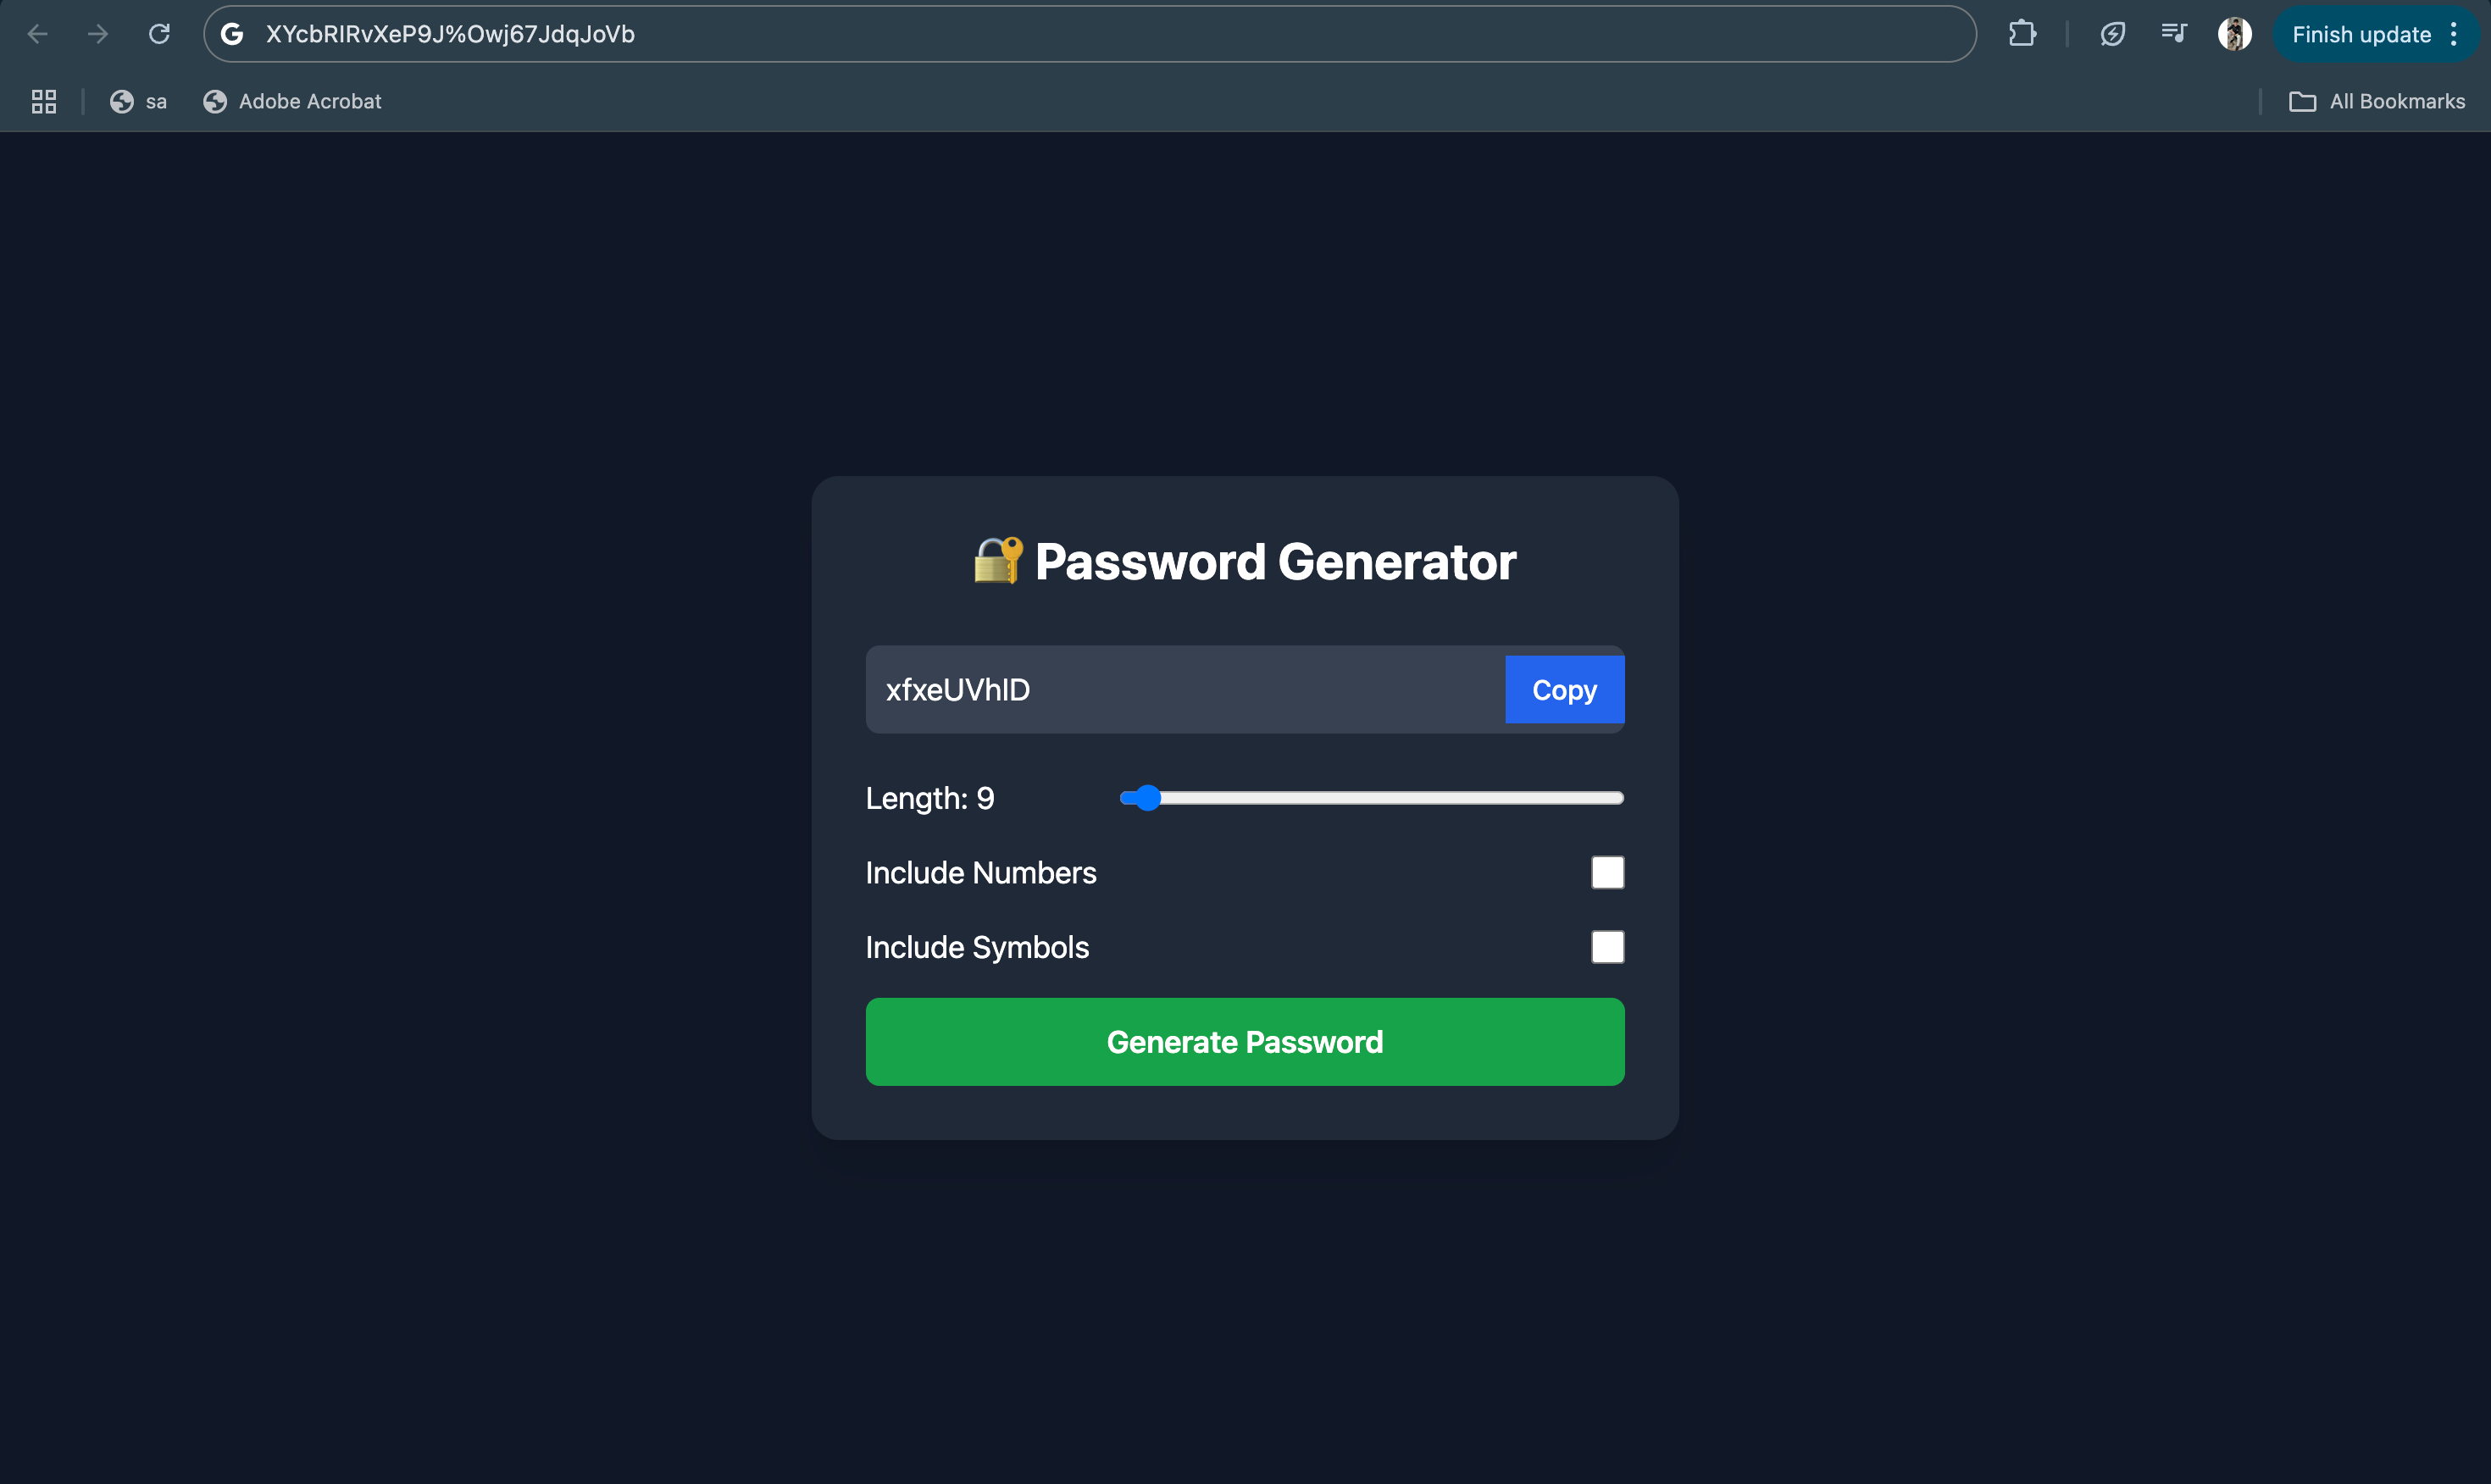 XYcbRIRvXeP9J%Owj67JdqJoVb
Finish update
sa
Adobe Acrobat
All Bookmarks
🔐 Password Generator
xfxeUVhID
Copy
Length: 9
Include Numbers
Include Symbols
Generate Password